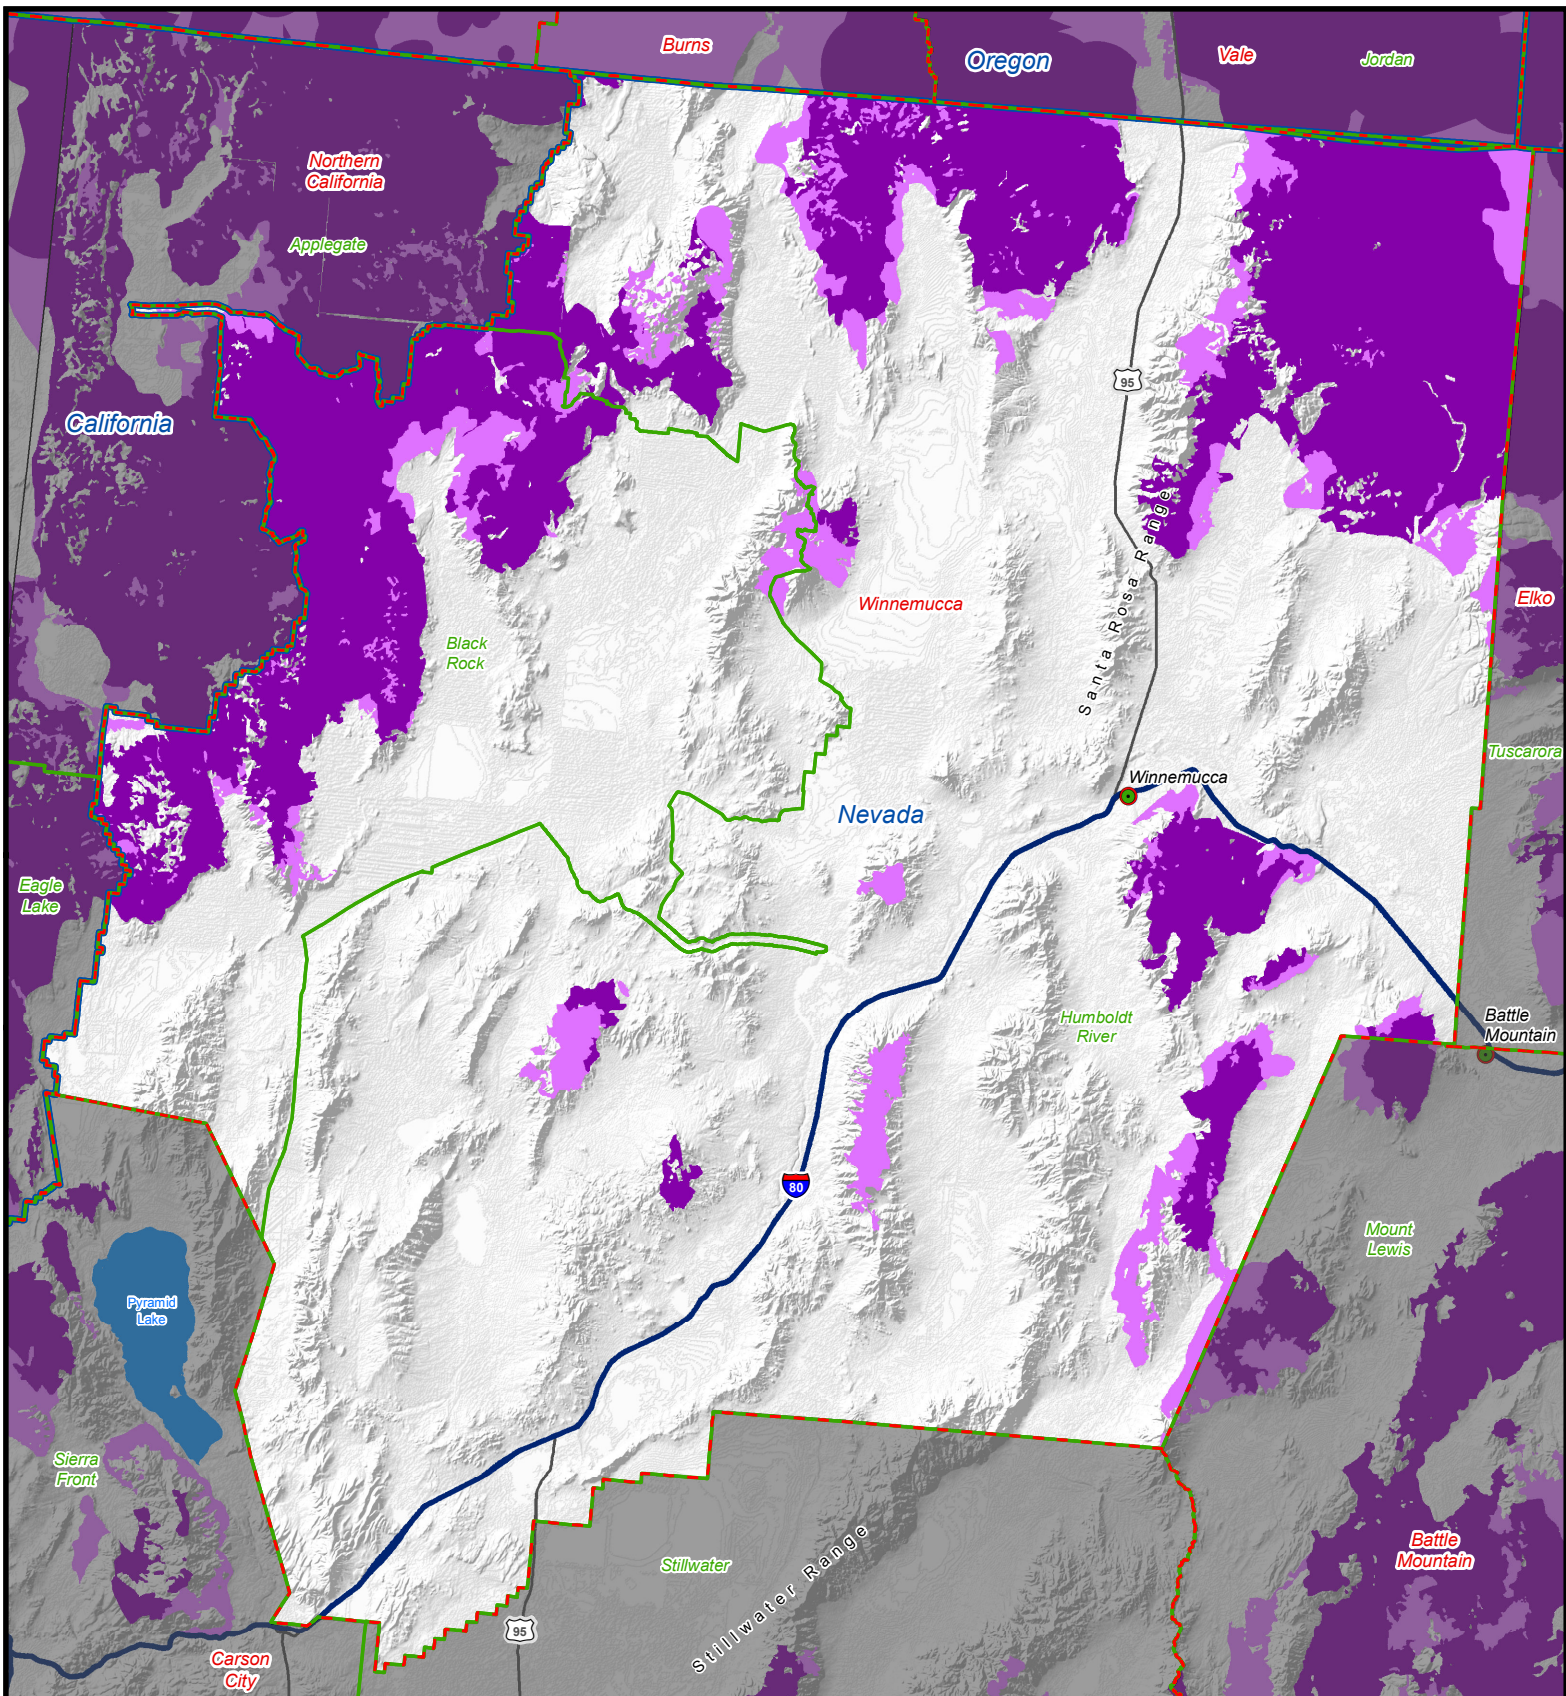 Burns
Oregon
Vale
Jordan
Northern
California
Applegate
95
California
Santa Rosa Range
Winnemucca
Elko
Black
Rock
Tuscarora
Winnemucca
Nevada
Eagle
Lake
Humboldt
River
Battle
Mountain
80
Mount
Lewis
Pyramid
Lake
Sierra
Front
Stillwater
Stillwater Range
Battle
Mountain
95
Carson
City